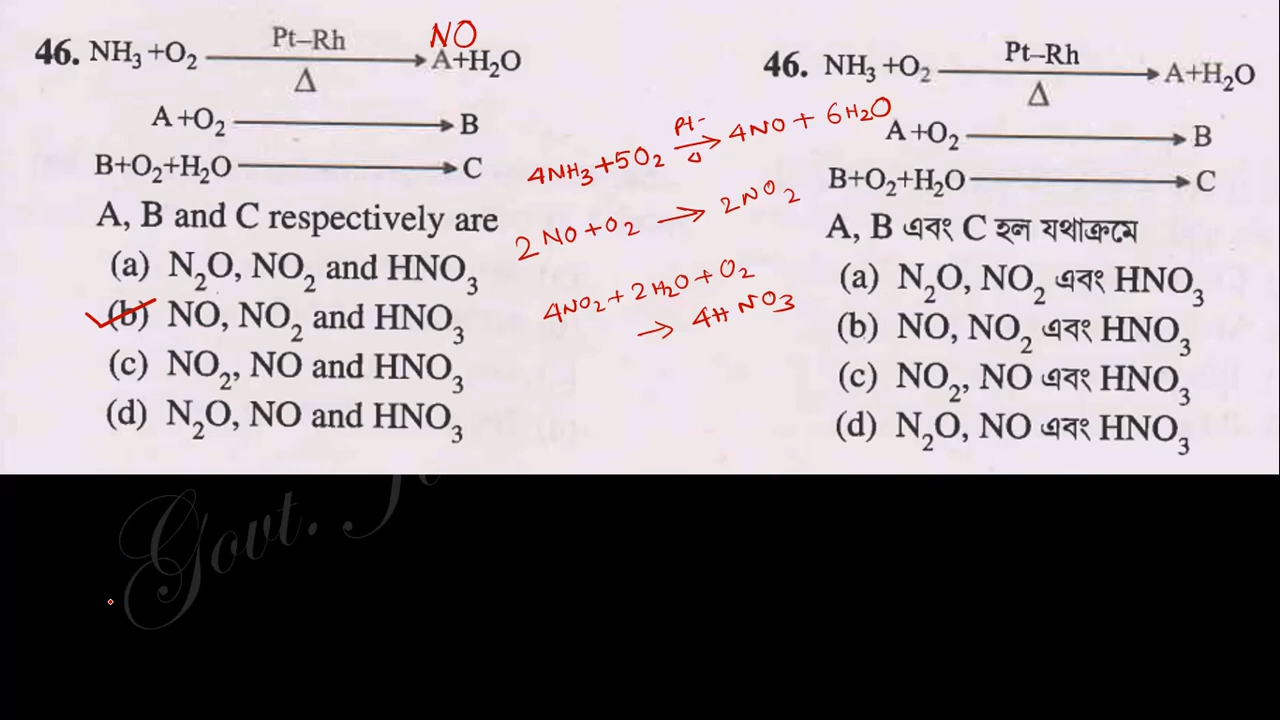 46. NH₃ +O₂ Pt–Rh Δ → A+H₂O
NO
A +O₂ → B
B+O₂+H₂O → C
A, B and C respectively are
(a) N₂O, NO₂ and HNO₃
(b) NO, NO₂ and HNO₃
(c) NO₂, NO and HNO₃
(d) N₂O, NO and HNO₃
4NH₃+5O₂ Pt- Δ → 4NO + 6H₂O
2NO+O₂ → 2NO₂
4NO₂+2H₂O+O₂
→ 4HNO₃
46. NH₃ +O₂ Pt–Rh Δ → A+H₂O
A +O₂ → B
B+O₂+H₂O → C
A, B এবং C হল যথাক্রমে
(a) N₂O, NO₂ এবং HNO₃
(b) NO, NO₂ এবং HNO₃
(c) NO₂, NO এবং HNO₃
(d) N₂O, NO এবং HNO₃
Govt.